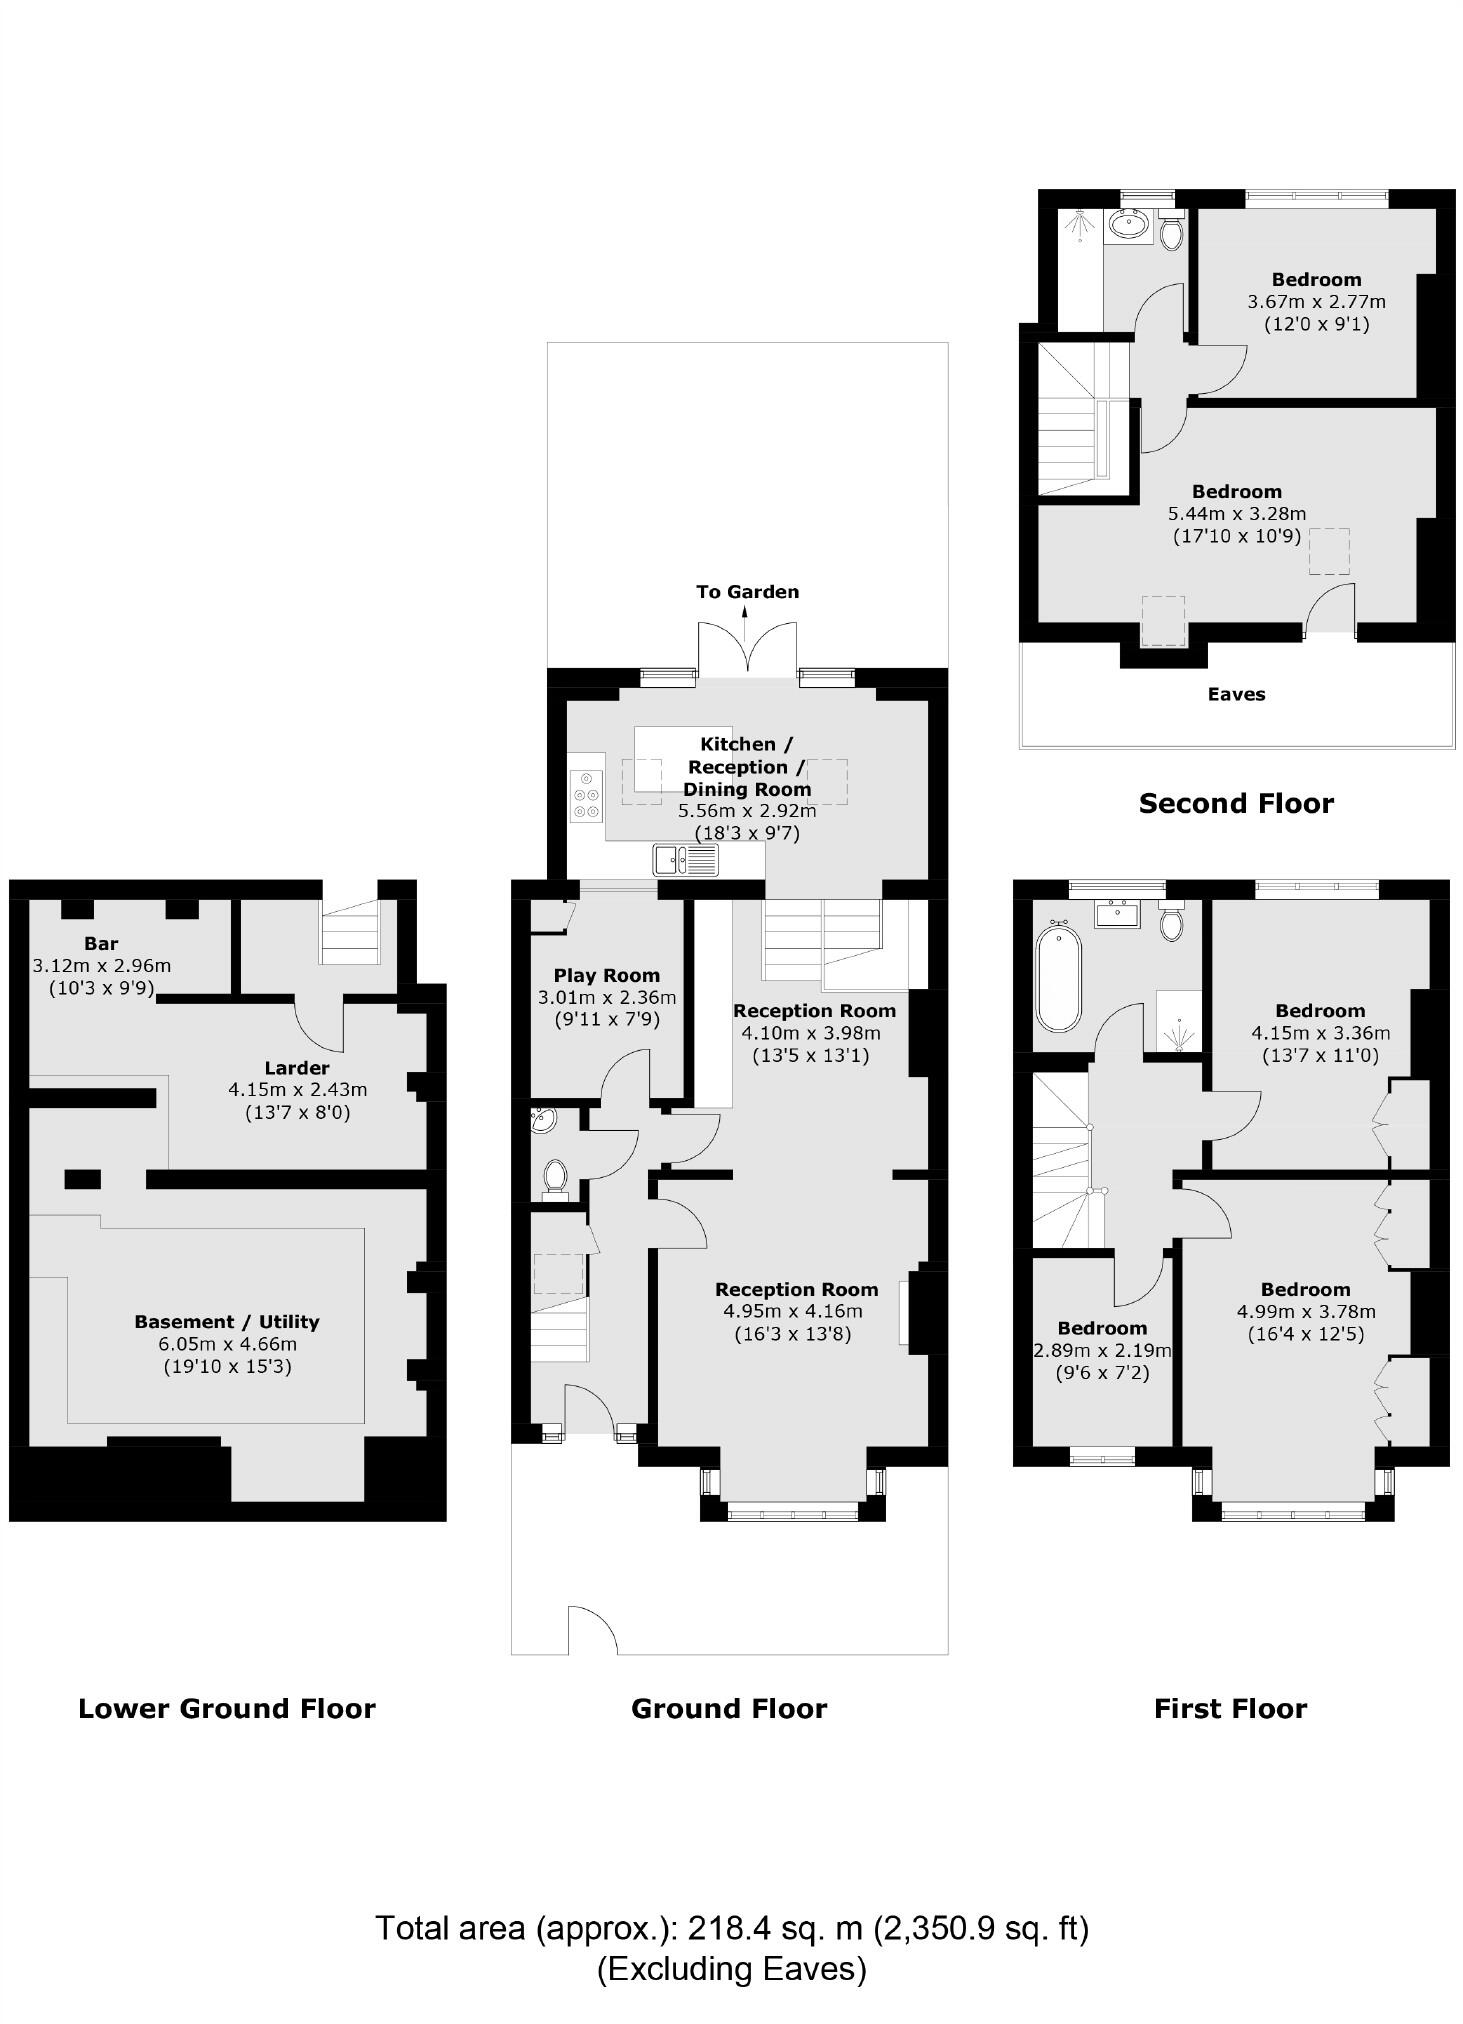 Bedroom
3.67m x 2.77m
(12'0 x 9'1)
Bedroom
5.44m x 3.28m
(17'10 x 10'9)
Eaves
Second Floor
To Garden
Kitchen /
Reception /
Dining Room
5.56m x 2.92m
(18'3 x 9'7)
Bar
3.12m x 2.96m
(10'3 x 9'9)
Larder
4.15m x 2.43m
(13'7 x 8'0)
Basement / Utility
6.05m x 4.66m
(19'10 x 15'3)
Lower Ground Floor
Play Room
3.01m x 2.36m
(9'11 x 7'9)
Reception Room
4.10m x 3.98m
(13'5 x 13'1)
Reception Room
4.95m x 4.16m
(16'3 x 13'8)
Ground Floor
Bedroom
4.15m x 3.36m
(13'7 x 11'0)
Bedroom
4.99m x 3.78m
(16'4 x 12'5)
Bedroom
2.89m x 2.19m
(9'6 x 7'2)
First Floor
Total area (approx.): 218.4 sq. m (2,350.9 sq. ft)
(Excluding Eaves)